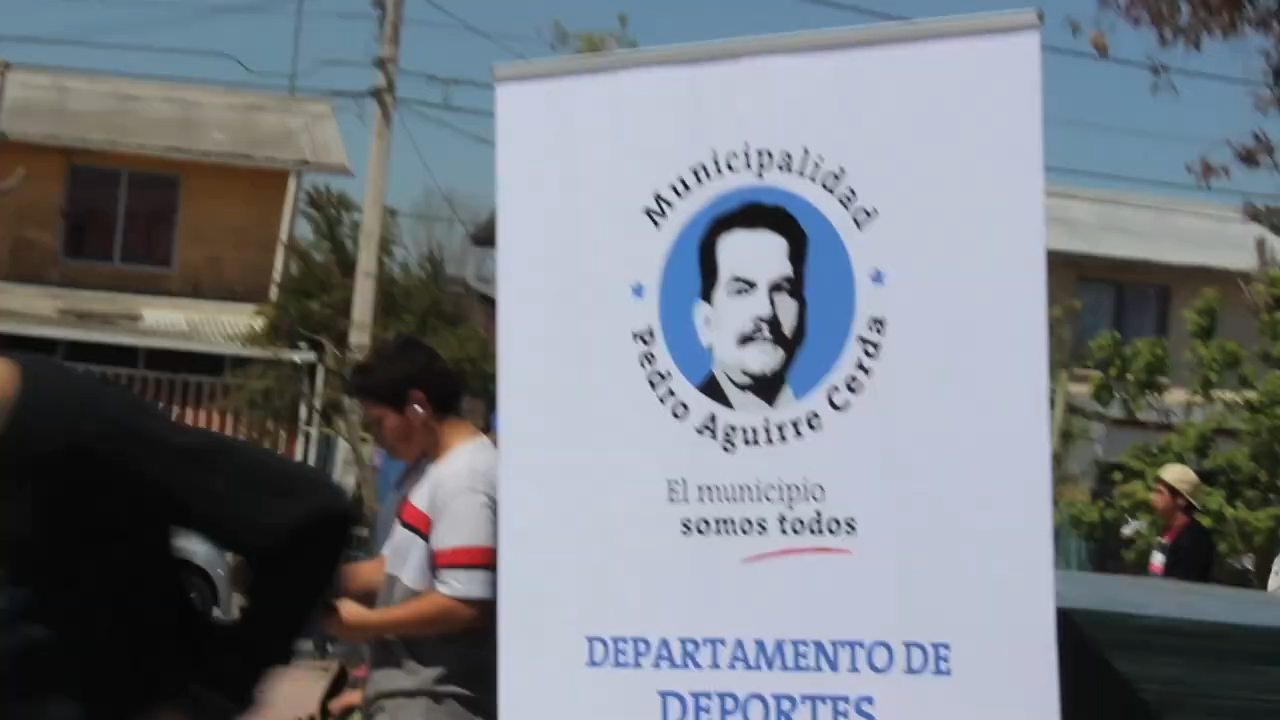 Municipalidad
Pedro Aguirre Cerda
El municipio
somos todos
DEPARTAMENTO DE
DEPORTES